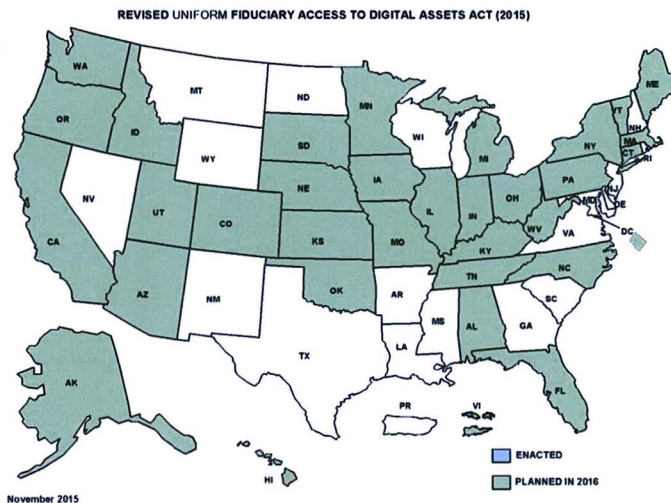 REVISED UNIFORM FIDUCIARY ACCESS TO DIGITAL ASSETS ACT (2015)
WA
MT
ND
MN
ME
OR
ID
SD
WI
VT
NH
WY
MI
NY
MA
CT
RI
NV
NE
IA
PA
NJ
UT
CO
IL
IN
OH
MD
DE
CA
KS
MO
WV
VA
DC
KY
AZ
NM
OK
AR
TN
NC
SC
TX
MS
AL
GA
LA
FL
AK
PR
VI
HI
ENACTED
PLANNED IN 2016
November 2015